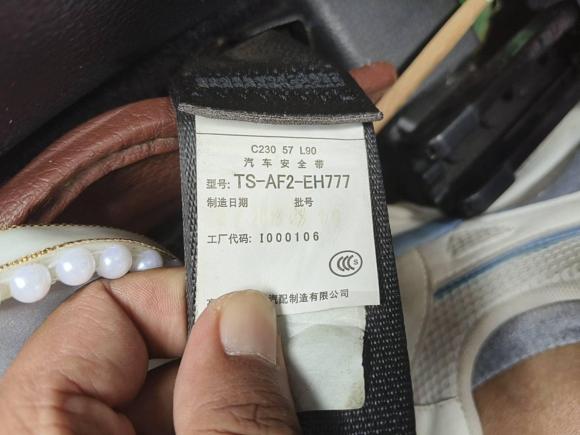 C230 57 L90
汽车安全带
型号: TS-AF2-EH777
制造日期 批号
工厂代码: I000106
CCC S
汽配制造有限公司